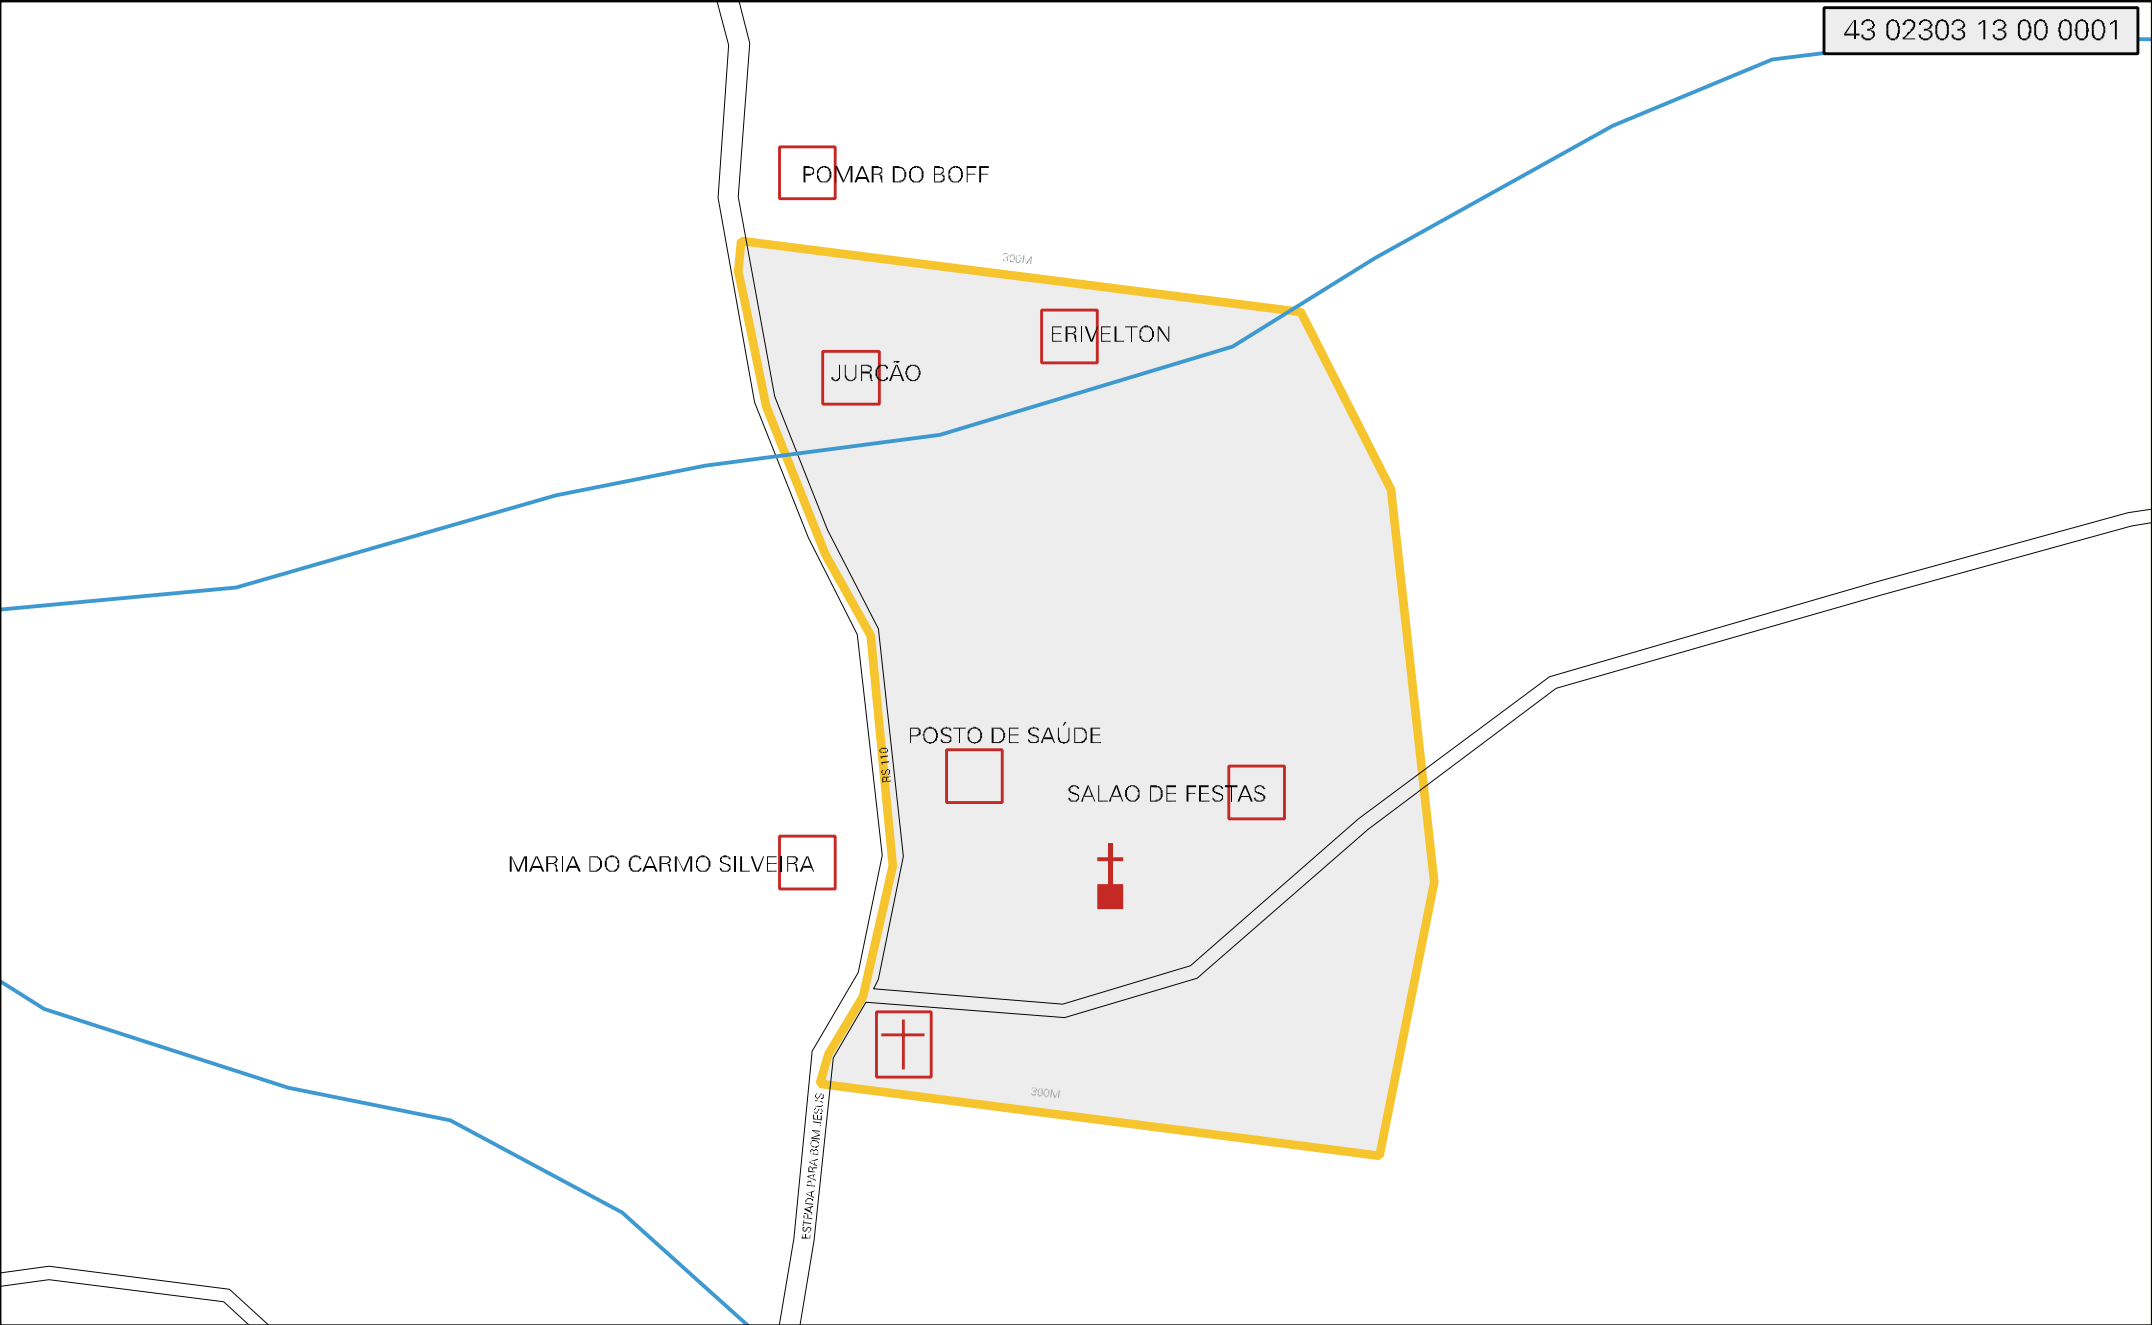 43 02303 13 00 0001
POMAR DO BOFF
300M
ERIVELTON
JURCÃO
POSTO DE SAÚDE
RS 110
SALAO DE FESTAS
MARIA DO CARMO SILVEIRA
300M
ESTRADA PARA BOM JESUS